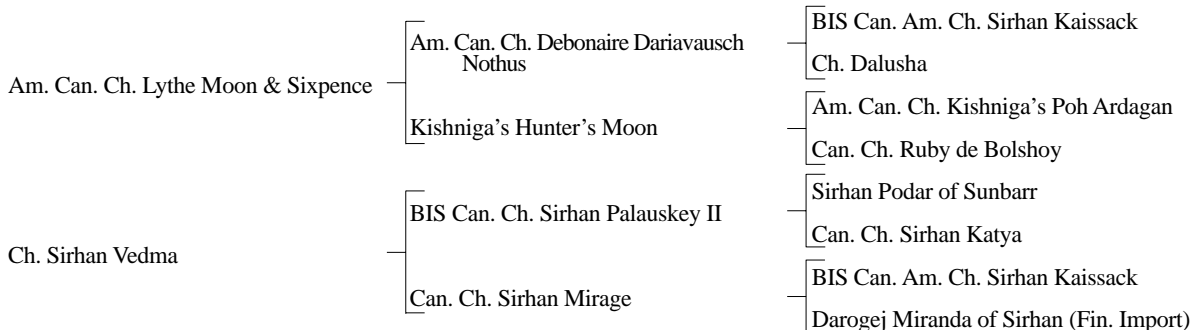 BIS Can. Am. Ch. Sirhan Kaissack
Am. Can. Ch. Debonaire Dariavausch
Nothus
Ch. Dalusha
Am. Can. Ch. Lythe Moon & Sixpence
Am. Can. Ch. Kishniga’s Poh Ardagan
Kishniga’s Hunter’s Moon
Can. Ch. Ruby de Bolshoy
Sirhan Podar of Sunbarr
BIS Can. Ch. Sirhan Palauskey II
Can. Ch. Sirhan Katya
Ch. Sirhan Vedma
BIS Can. Am. Ch. Sirhan Kaissack
Can. Ch. Sirhan Mirage
Darogej Miranda of Sirhan (Fin. Import)